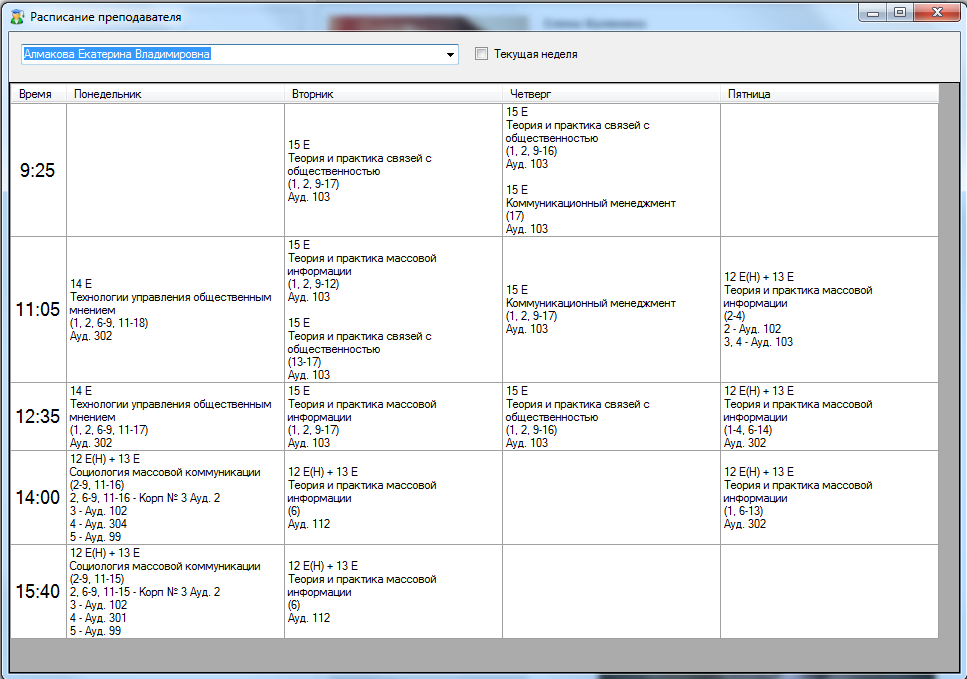 Расписание преподавателя
Алмакова Екатерина Владимировна
Текущая неделя
Время Понедельник Вторник Четверг Пятница
9:25
15 Е
Теория и практика связей с
общественностью
(1, 2, 9-17)
Ауд. 103
15 Е
Теория и практика связей с
общественностью
(1, 2, 9-16)
Ауд. 103
15 Е
Коммуникационный менеджмент
(17)
Ауд. 103
11:05
14 Е
Технологии управления общественным
мнением
(1, 2, 6-9, 11-18)
Ауд. 302
15 Е
Теория и практика массовой
информации
(1, 2, 9-12)
Ауд. 103
15 Е
Теория и практика связей с
общественностью
(13-17)
Ауд. 103
15 Е
Коммуникационный менеджмент
(1, 2, 9-17)
Ауд. 103
12 Е(Н) + 13 Е
Теория и практика массовой
информации
(2-4)
2 - Ауд. 102
3, 4 - Ауд. 103
12:35
14 Е
Технологии управления общественным
мнением
(1, 2, 6-9, 11-17)
Ауд. 302
15 Е
Теория и практика массовой
информации
(1, 2, 9-17)
Ауд. 103
15 Е
Теория и практика связей с
общественностью
(1, 2, 9-16)
Ауд. 103
12 Е(Н) + 13 Е
Теория и практика массовой
информации
(1-4, 6-14)
Ауд. 302
14:00
12 Е(Н) + 13 Е
Социология массовой коммуникации
(2-9, 11-16)
2, 6-9, 11-16 - Корп № 3 Ауд. 2
3 - Ауд. 102
4 - Ауд. 304
5 - Ауд. 99
12 Е(Н) + 13 Е
Теория и практика массовой
информации
(6)
Ауд. 112
12 Е(Н) + 13 Е
Теория и практика массовой
информации
(1, 6-13)
Ауд. 302
15:40
12 Е(Н) + 13 Е
Социология массовой коммуникации
(2-9, 11-15)
2, 6-9, 11-15 - Корп № 3 Ауд. 2
3 - Ауд. 102
4 - Ауд. 301
5 - Ауд. 99
12 Е(Н) + 13 Е
Теория и практика массовой
информации
(6)
Ауд. 112